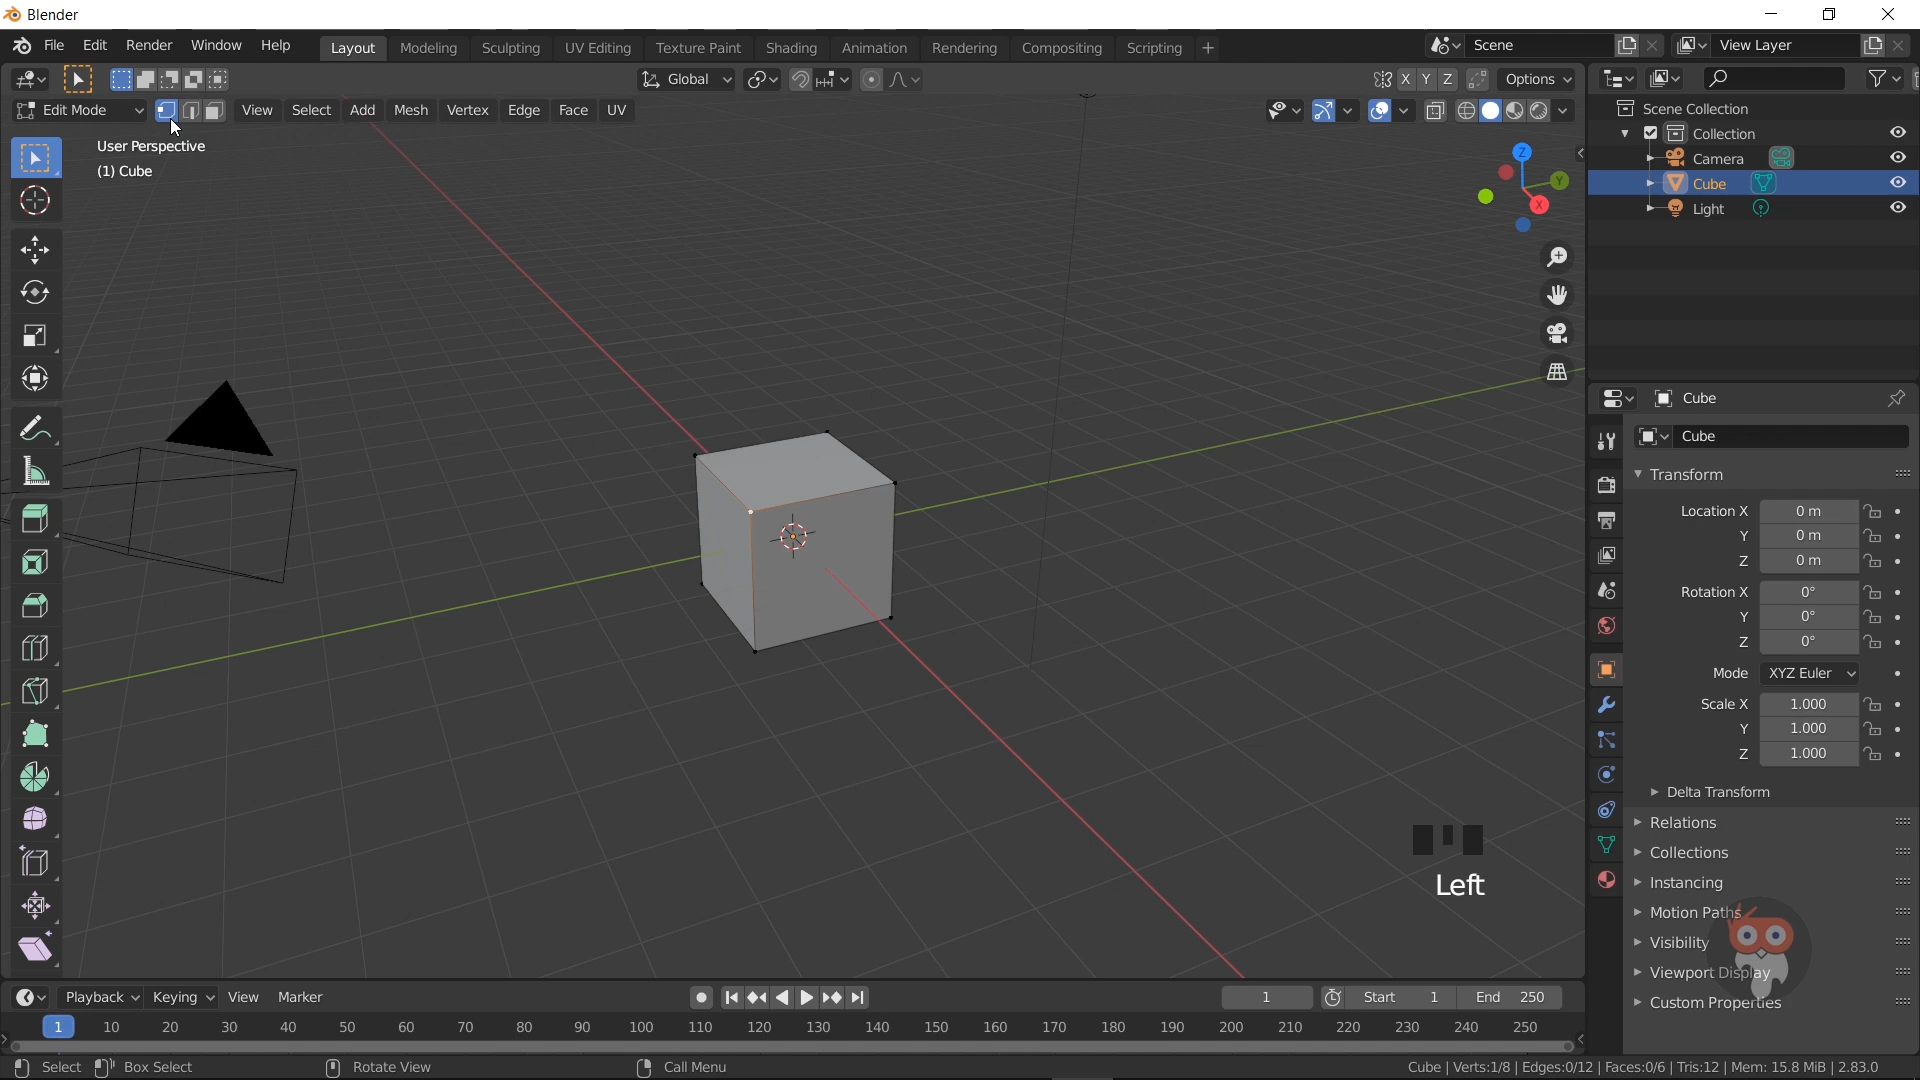 Blender
File Edit Render Window Help Layout Modeling Sculpting UV Editing Texture Paint Shading Animation Rendering Compositing Scripting + Scene View Layer
Global X Y Z Options
Edit Mode View Select Add Mesh Vertex Edge Face UV
User Perspective
(1) Cube
Z
Y
X
Scene Collection
Collection
Camera
Cube
Light
Cube
Cube
Transform
Location X 0 m
Y 0 m
Z 0 m
Rotation X 0°
Y 0°
Z 0°
Mode XYZ Euler
Scale X 1.000
Y 1.000
Z 1.000
Delta Transform
Relations
Collections
Instancing
Motion Paths
Visibility
Viewport Display
Custom Properties
Left
Playback Keying View Marker 1 Start 1 End 250
1 10 20 30 40 50 60 70 80 90 100 110 120 130 140 150 160 170 180 190 200 210 220 230 240 250
Select Box Select Rotate View Call Menu Cube | Verts:1/8 | Edges:0/12 | Faces:0/6 | Tris:12 | Mem: 15.8 MiB | 2.83.0